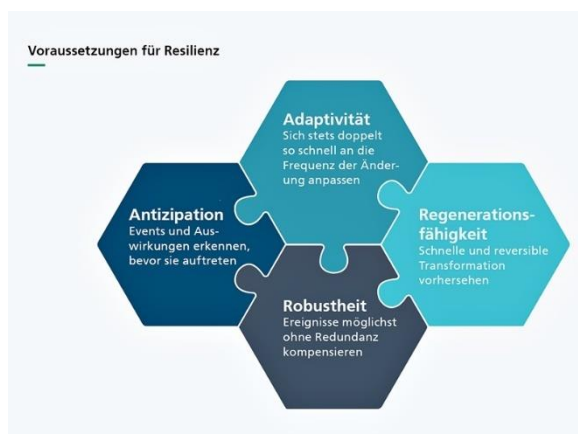 Voraussetzungen für Resilienz
Adaptivität
Sich stets doppelt
so schnell an die
Frequenz der Änder-
ung anpassen
Antizipation
Events und Aus-
wirkungen erkennen,
bevor sie auftreten
Regenerations-
fähigkeit
Schnelle und reversible
Transformation
vorhersehen
Robustheit
Ereignisse möglichst
ohne Redundanz
kompensieren